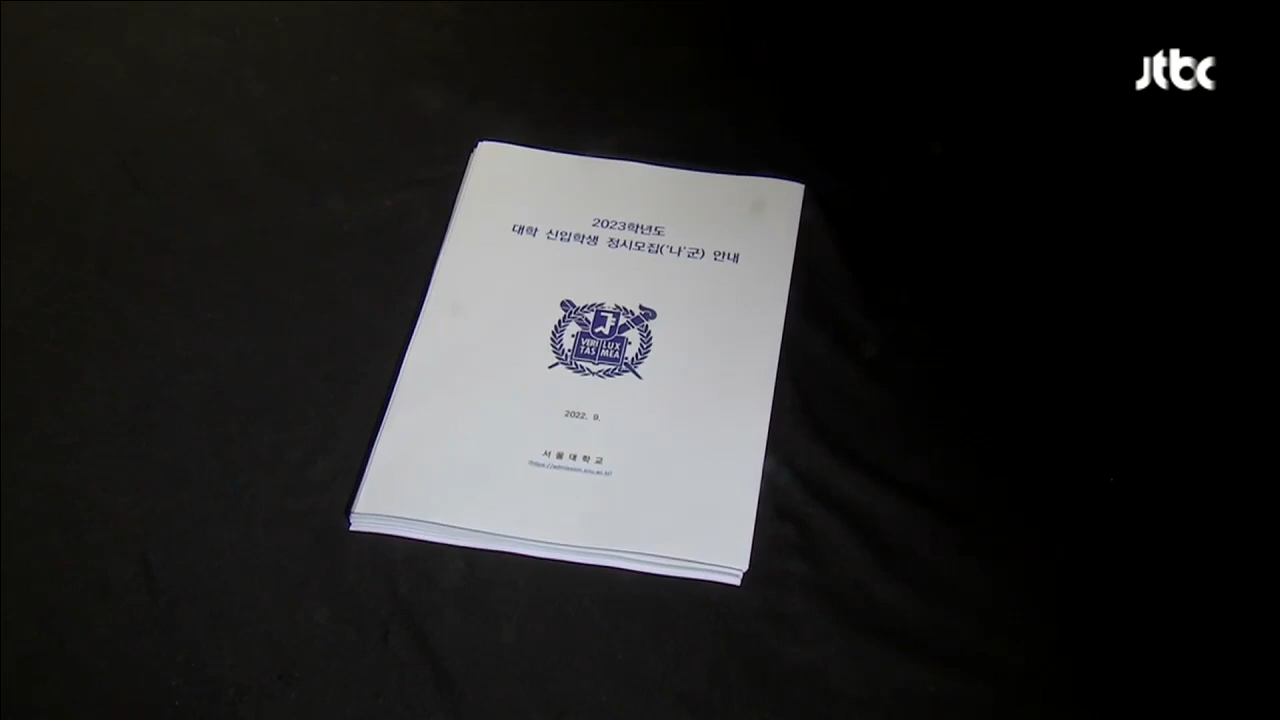 jtbc
2023학년도
대학 신입학생 정시모집('나'군) 안내
VERI LUX
TAS MEA
2022. 9.
서울대학교